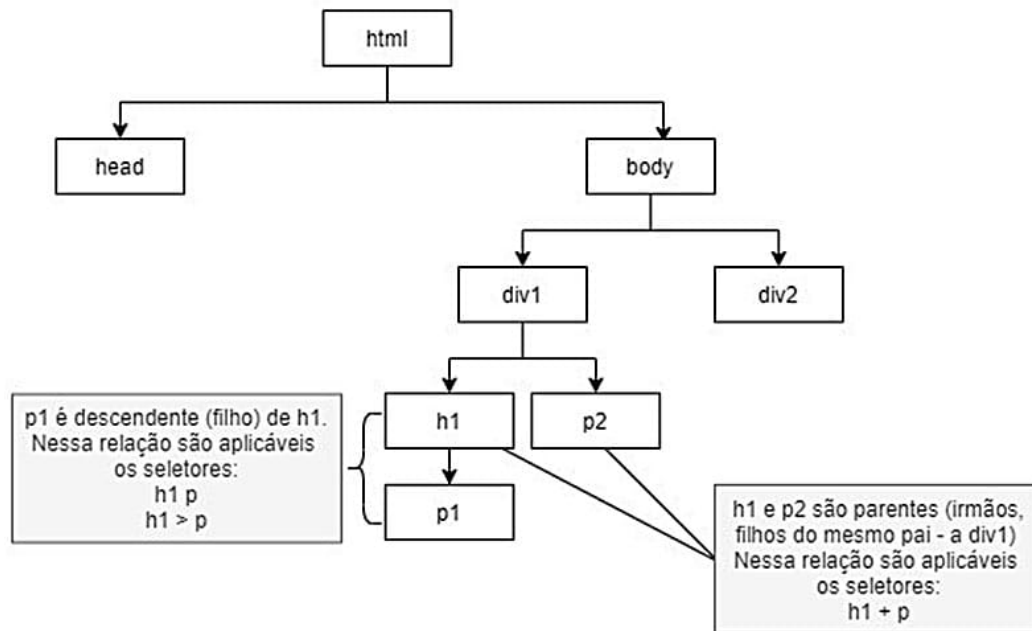 html
head
body
div1
div2
h1
p2
p1 é descendente (filho) de h1.
Nessa relação são aplicáveis
os seletores:
h1 p
h1 > p
p1
h1 e p2 são parentes (irmãos,
filhos do mesmo pai - a div1)
Nessa relação são aplicáveis
os seletores:
h1 + p